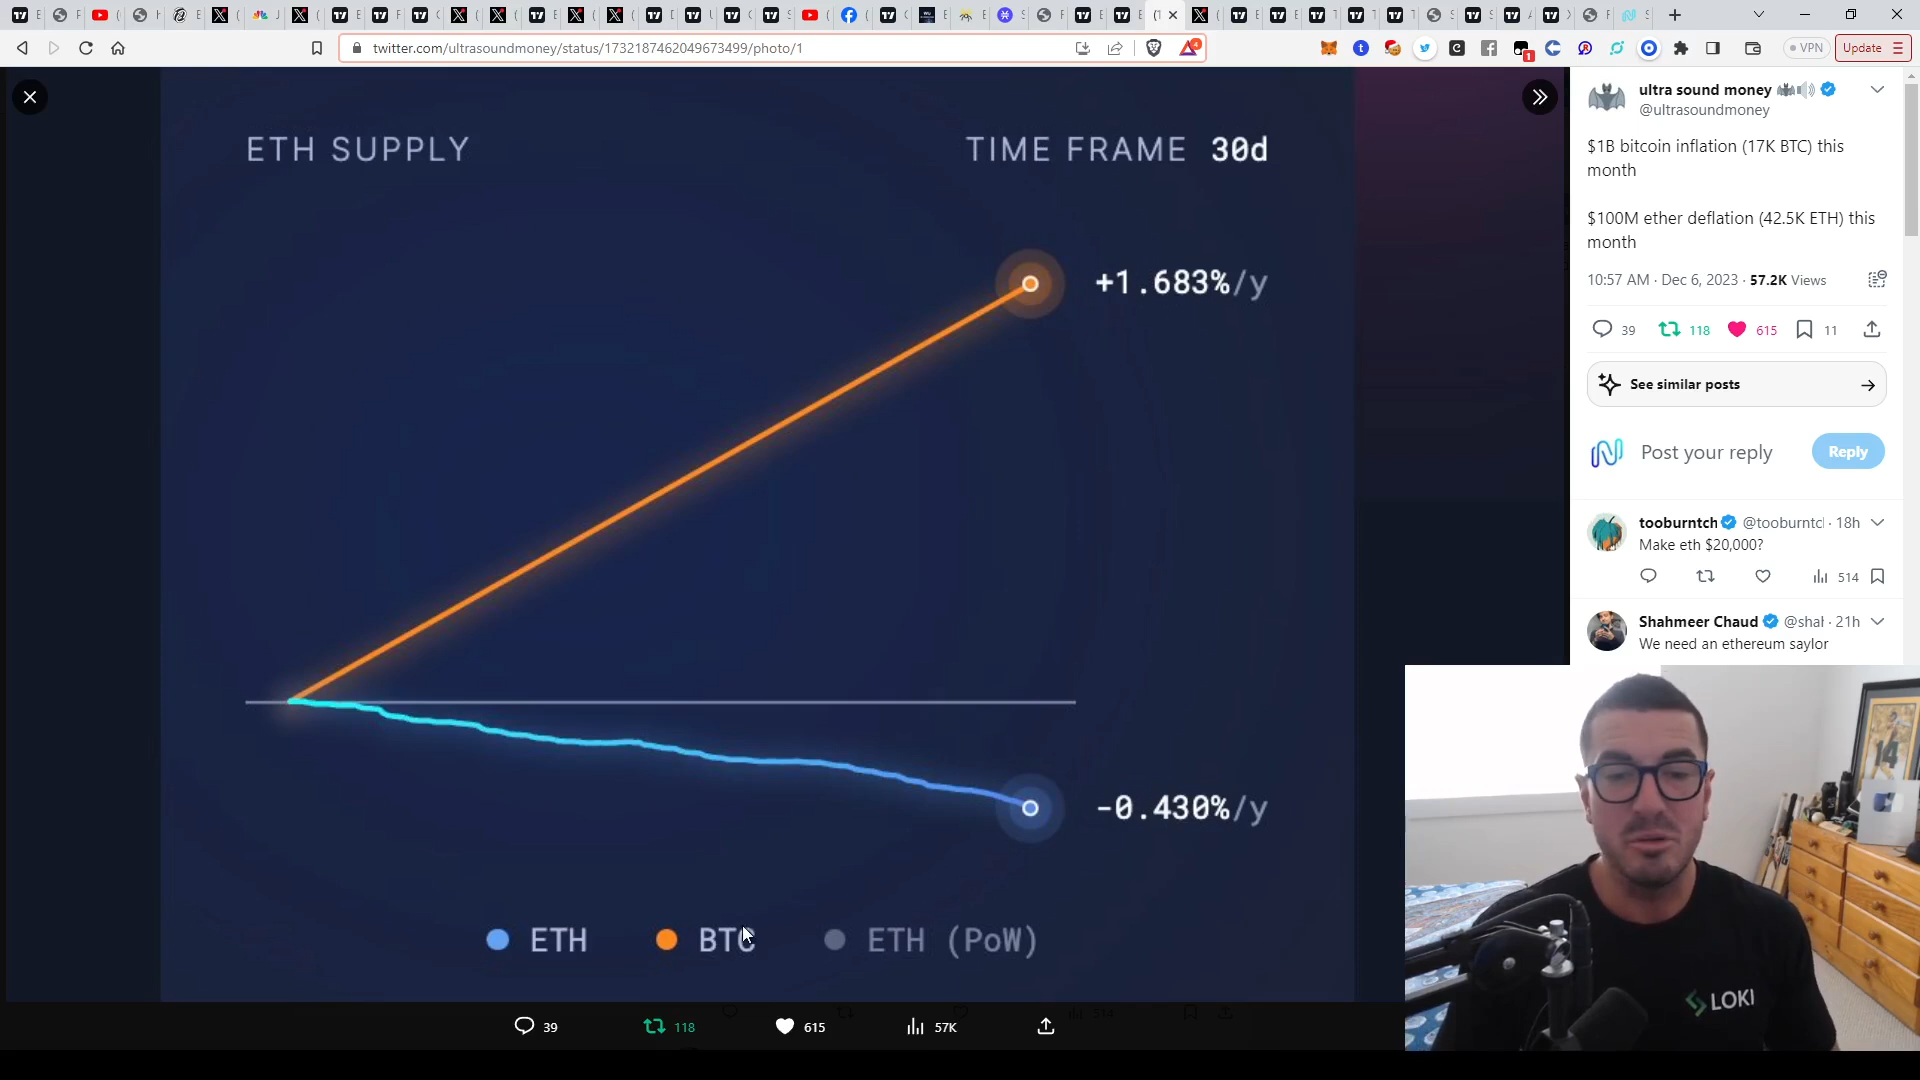 twitter.com/ultrasoundmoney/status/1732187462049673499/photo/1
4
1
VPN
Update
ETH SUPPLY
TIME FRAME 30d
+1.683%/y
-0.430%/y
ETH
BTC
ETH (PoW)
39
118
615
57K
ultra sound money
@ultrasoundmoney
$1B bitcoin inflation (17K BTC) this
month
$100M ether deflation (42.5K ETH) this
month
10:57 AM · Dec 6, 2023 · 57.2K Views
39
118
615
11
See similar posts
Post your reply
Reply
tooburntch @tooburntcl · 18h
Make eth $20,000?
514
Shahmeer Chaud @shał · 21h
We need an ethereum saylor
LOKI